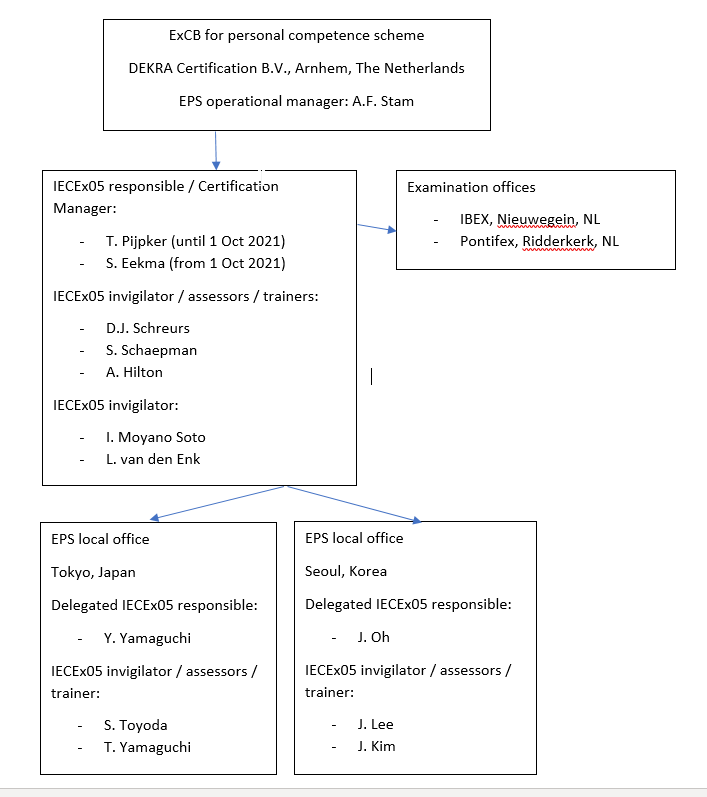 ExCB for personal competence scheme
DEKRA Certification B.V., Arnhem, The Netherlands
EPS operational manager: A.F. Stam
IECEx05 responsible / Certification
Manager:
- T. Pijpker (until 1 Oct 2021)
- S. Eekma (from 1 Oct 2021)
IECEx05 invigilator / assessors / trainers:
- D.J. Schreurs
- S. Schaepman
- A. Hilton
IECEx05 invigilator:
- I. Moyano Soto
- L. van den Enk
Examination offices
- IBEX, Nieuwegein, NL
- Pontifex, Ridderkerk, NL
EPS local office
Tokyo, Japan
Delegated IECEx05 responsible:
- Y. Yamaguchi
IECEx05 invigilator / assessors /
trainer:
- S. Toyoda
- T. Yamaguchi
EPS local office
Seoul, Korea
Delegated IECEx05 responsible:
- J. Oh
IECEx05 invigilator / assessors /
trainer:
- J. Lee
- J. Kim